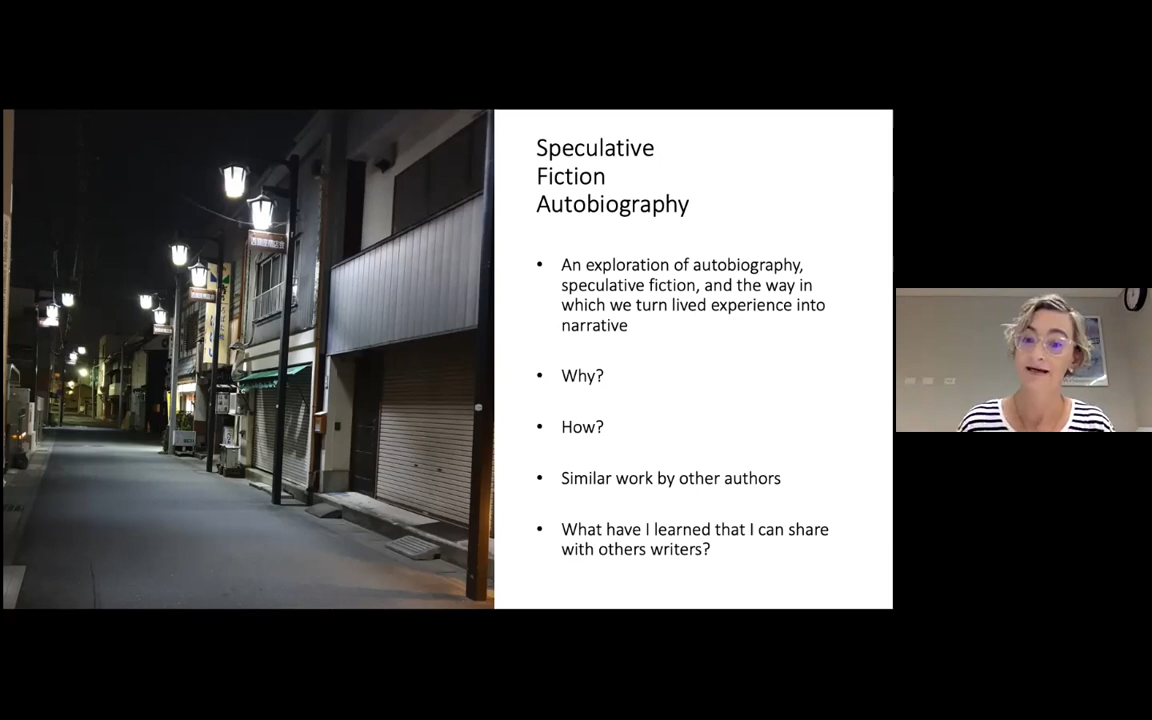 Speculative
Fiction
Autobiography
• An exploration of autobiography,
speculative fiction, and the way in
which we turn lived experience into
narrative
• Why?
• How?
• Similar work by other authors
• What have I learned that I can share
with others writers?